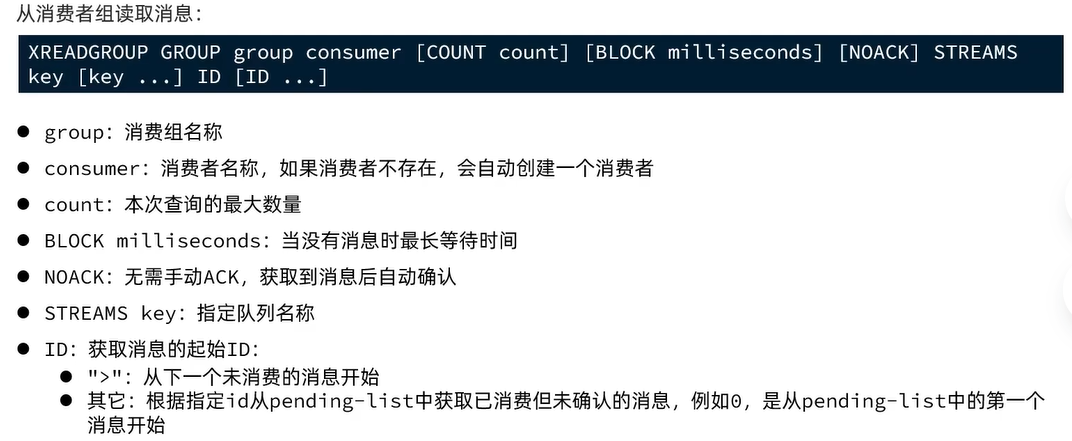 从消费者组读取消息：
XREADGROUP GROUP group consumer [COUNT count] [BLOCK milliseconds] [NOACK] STREAMS
key [key ...] ID [ID ...]
● group：消费组名称
● consumer：消费者名称，如果消费者不存在，会自动创建一个消费者
● count：本次查询的最大数量
● BLOCK milliseconds：当没有消息时最长等待时间
● NOACK：无需手动ACK，获取到消息后自动确认
● STREAMS key：指定队列名称
● ID：获取消息的起始ID：
● ">"：从下一个未消费的消息开始
● 其它：根据指定id从pending-list中获取已消费但未确认的消息，例如0，是从pending-list中的第一个
消息开始